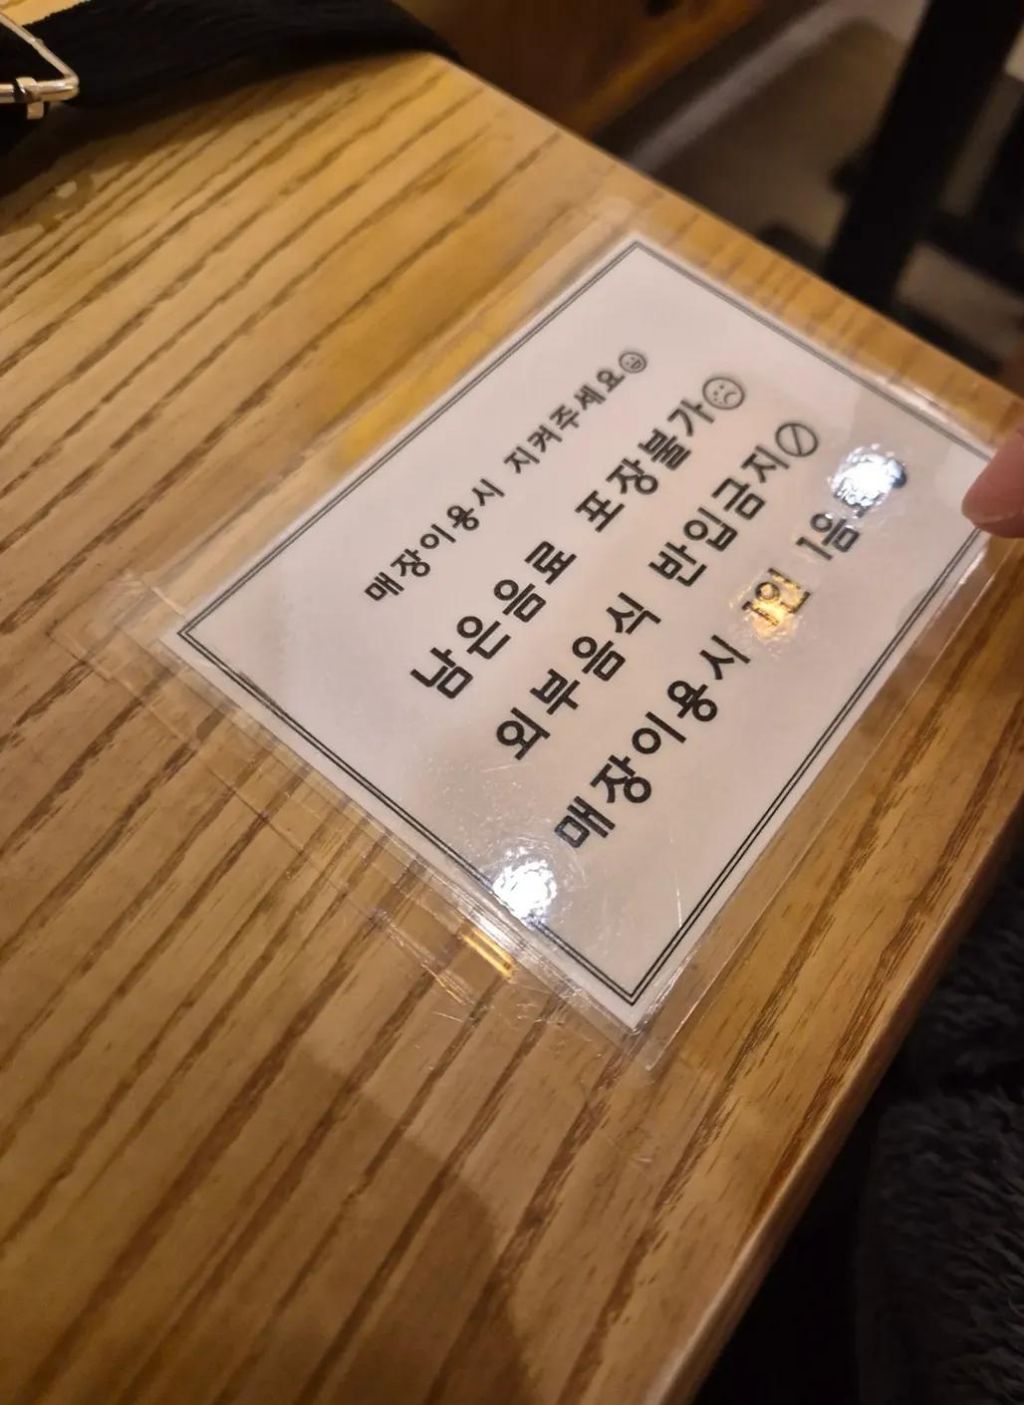 매장이용시 지켜주세요
남은음료 포장불가
외부음식 반입금지
매장이용시 1인 1음